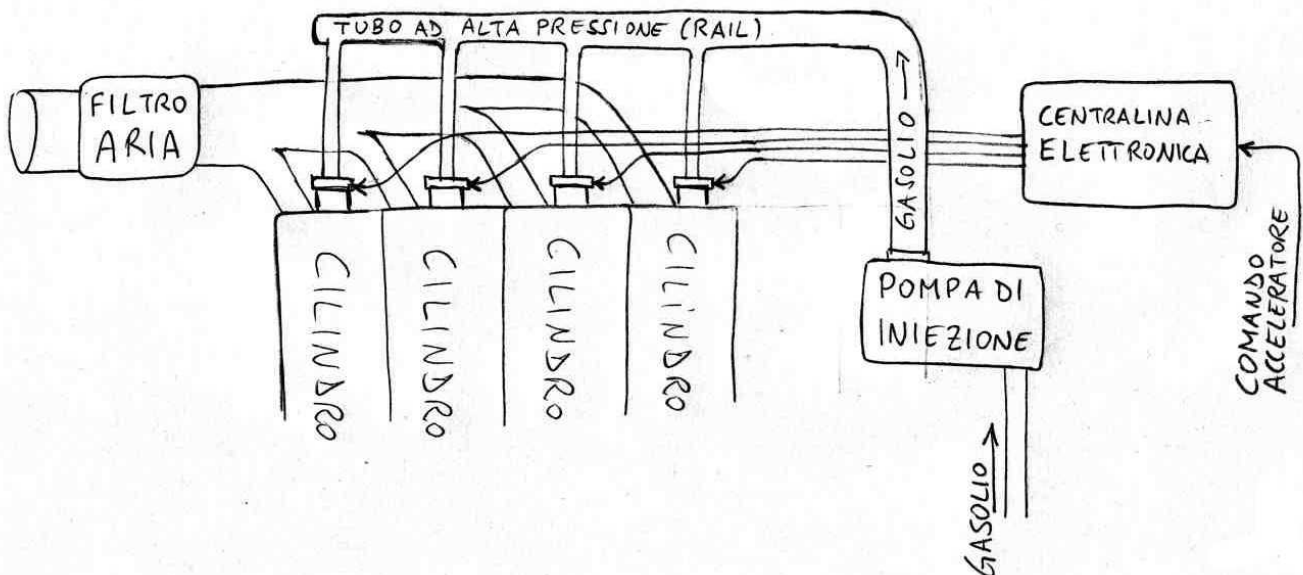 TUBO AD ALTA PRESSIONE (RAIL)
FILTRO
ARIA
GASOLIO
CENTRALINA
ELETTRONICA
CILINDRO
CILINDRO
CILINDRO
CILINDRO
POMPA DI
INIEZIONE
COMANDO
ACCELERATORE
GASOLIO